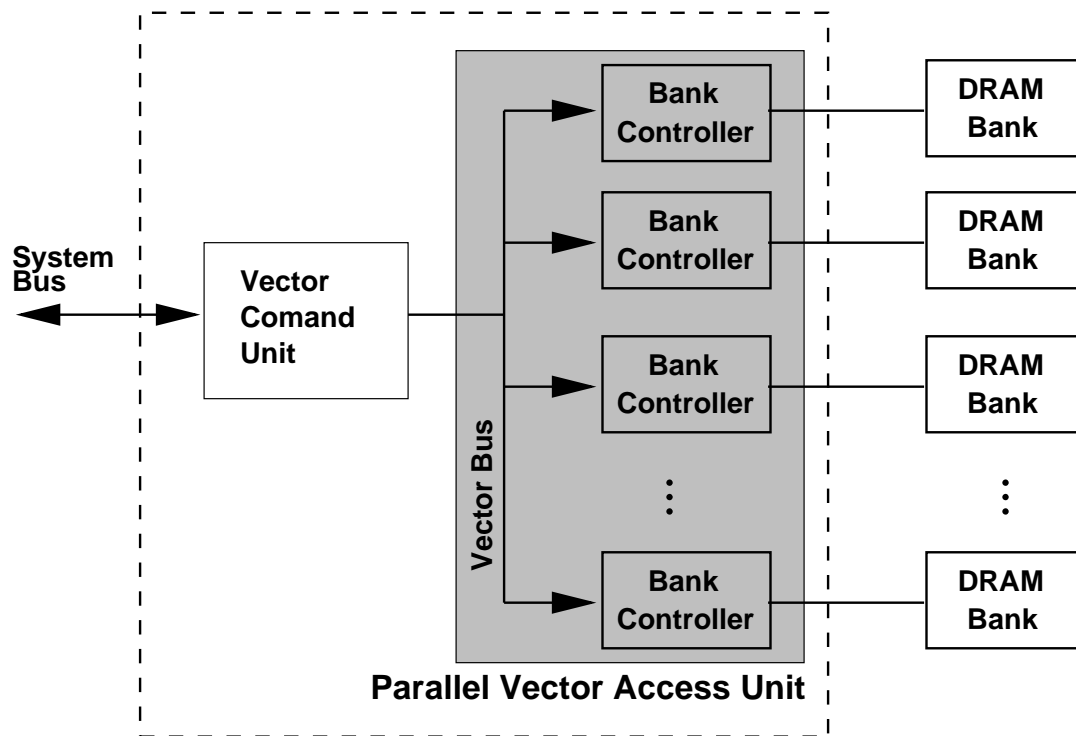 System
Bus
Vector
Comand
Unit
Vector Bus
Bank
Controller
DRAM
Bank
Bank
Controller
DRAM
Bank
Bank
Controller
DRAM
Bank
Bank
Controller
DRAM
Bank
Parallel Vector Access Unit